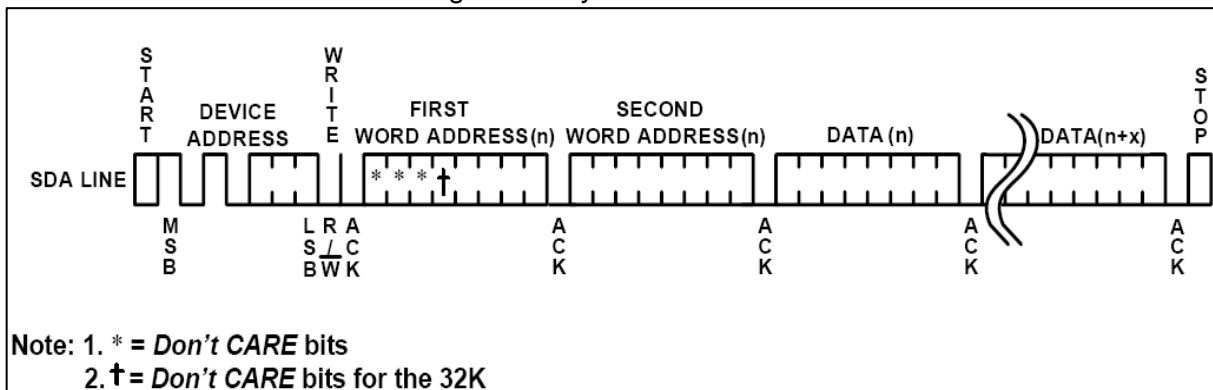 START
WRITE
STOP
DEVICE
ADDRESS
FIRST
WORD ADDRESS(n)
SECOND
WORD ADDRESS(n)
DATA (n)
DATA(n+x)
SDA LINE
* * * †
MSB
LSB
R/W
ACK
ACK
ACK
ACK
ACK
Note: 1. * = Don't CARE bits
2. † = Don't CARE bits for the 32K